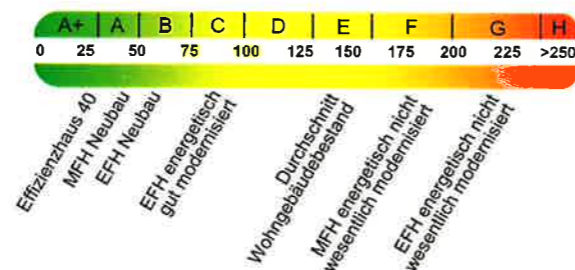 A+ A B C D E F G H
0 25 50 75 100 125 150 175 200 225 >250
Effizienzhaus 40
MFH Neubau
EFH Neubau
EFH energetisch
gut modernisiert
Durchschnitt
Wohngebäudebestand
MFH energetisch nicht
wesentlich modernisiert
EFH energetisch nicht
wesentlich modernisiert